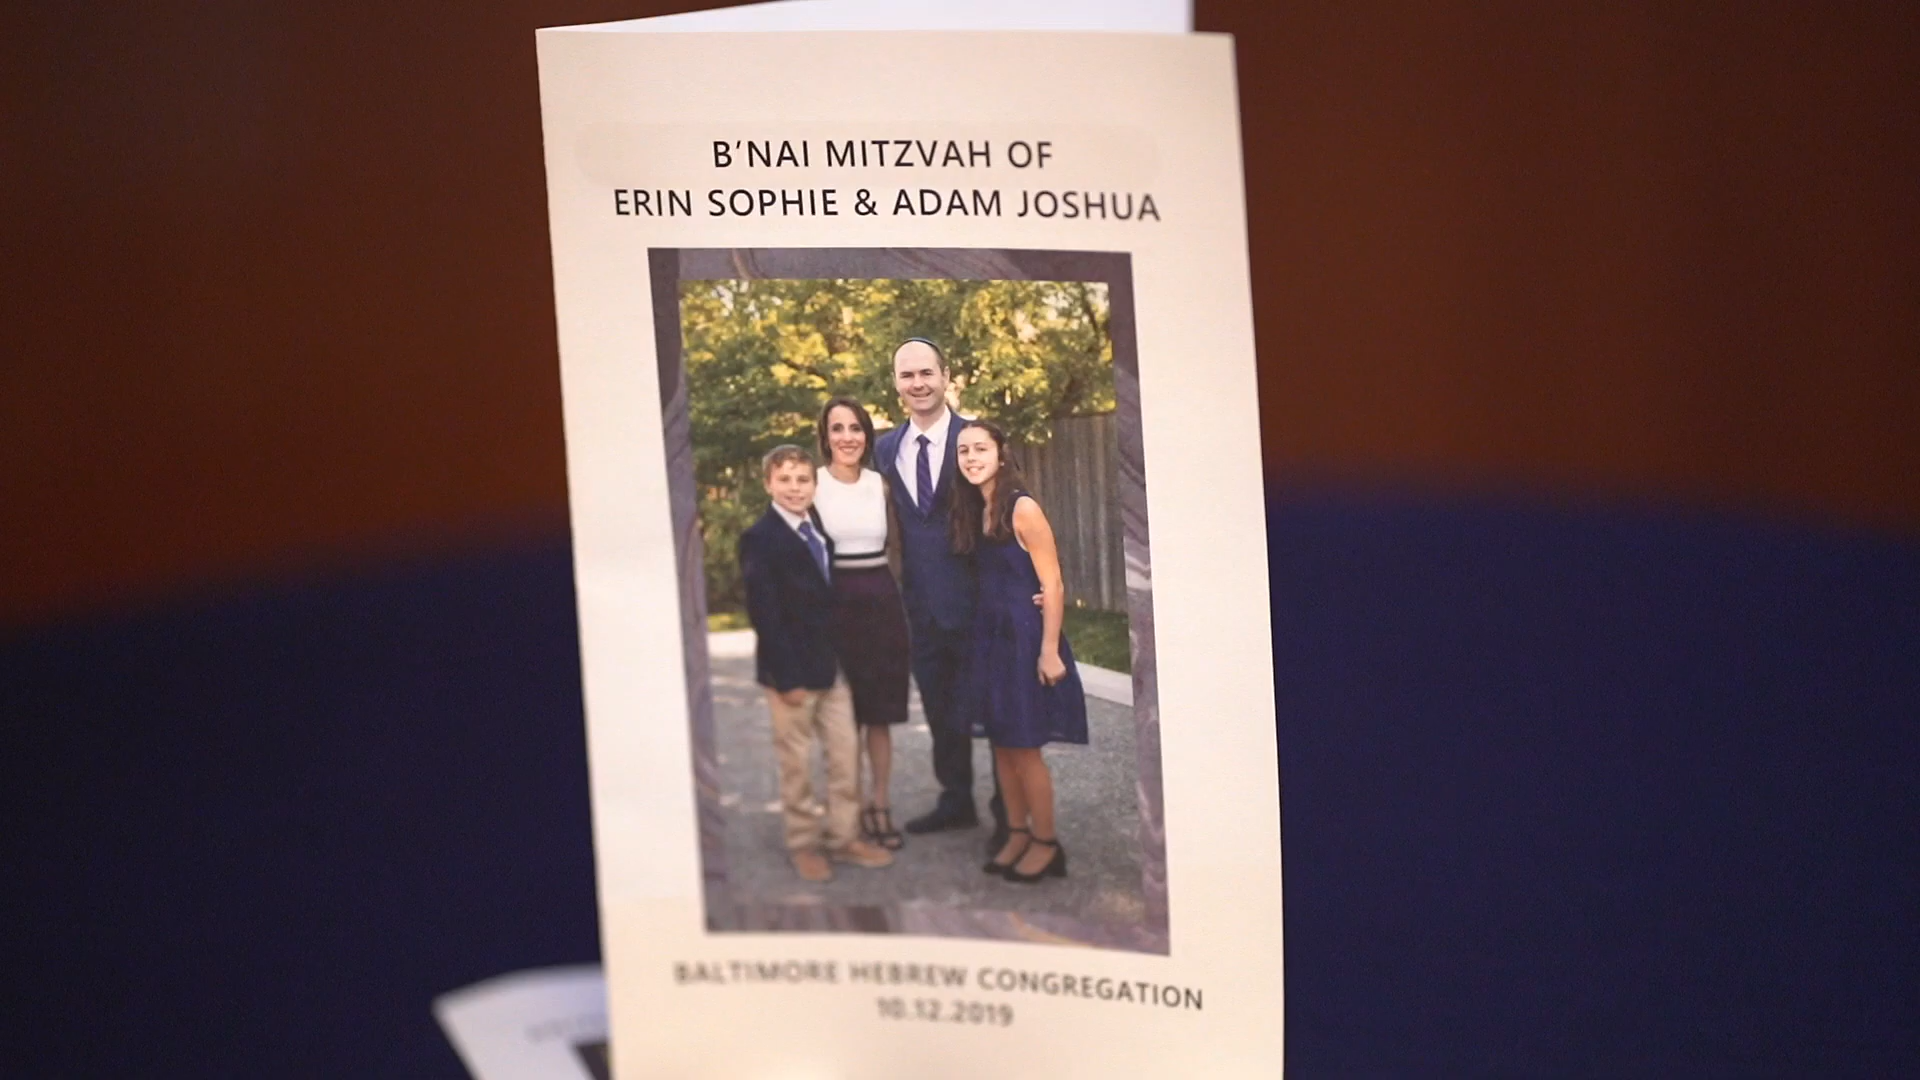 B'NAI MITZVAH OF
ERIN SOPHIE & ADAM JOSHUA
BALTIMORE HEBREW CONGREGATION
10.12.2019